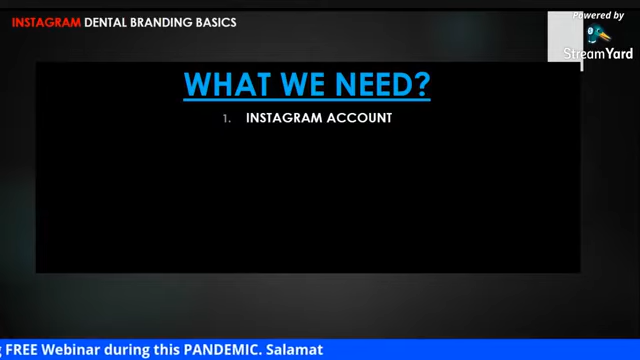 INSTAGRAM DENTAL BRANDING BASICS
Powered by
StreamYard
WHAT WE NEED?
1. INSTAGRAM ACCOUNT
FREE Webinar during this PANDEMIC. Salamat